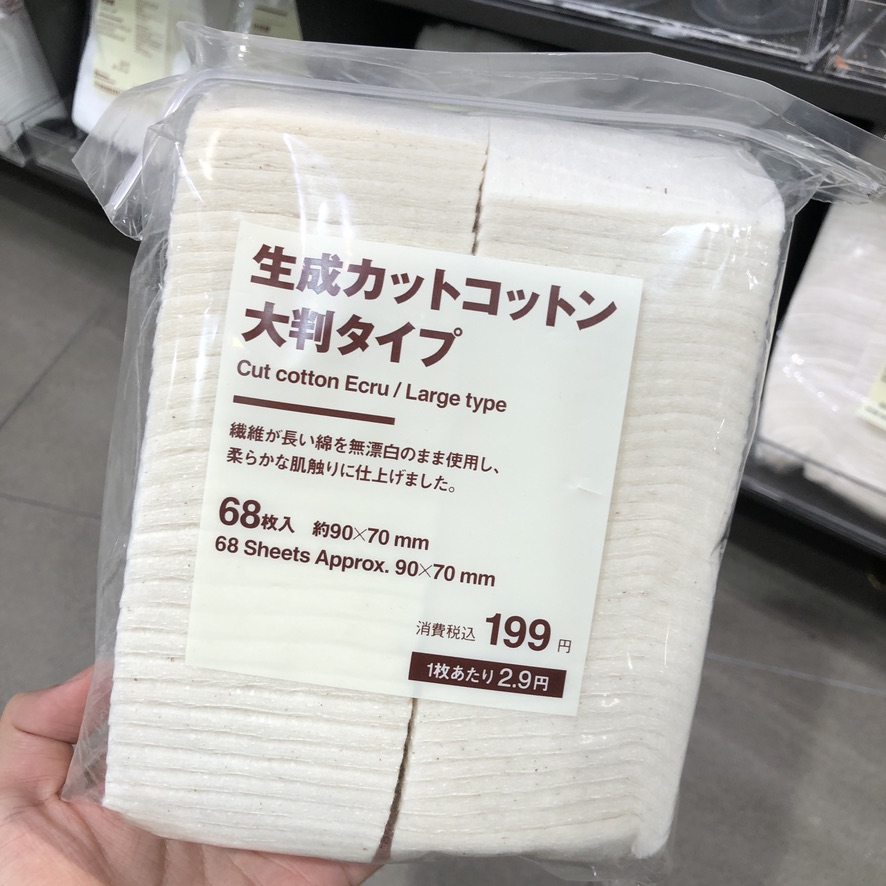 生成カットコットン
大判タイプ
Cut cotton Ecru / Large type
繊維が長い綿を無漂白のまま使用し、
柔らかな肌触りに仕上げました。
68枚入 約90×70 mm
68 Sheets Approx. 90×70 mm
消費税込 199 円
1枚あたり 2.9円